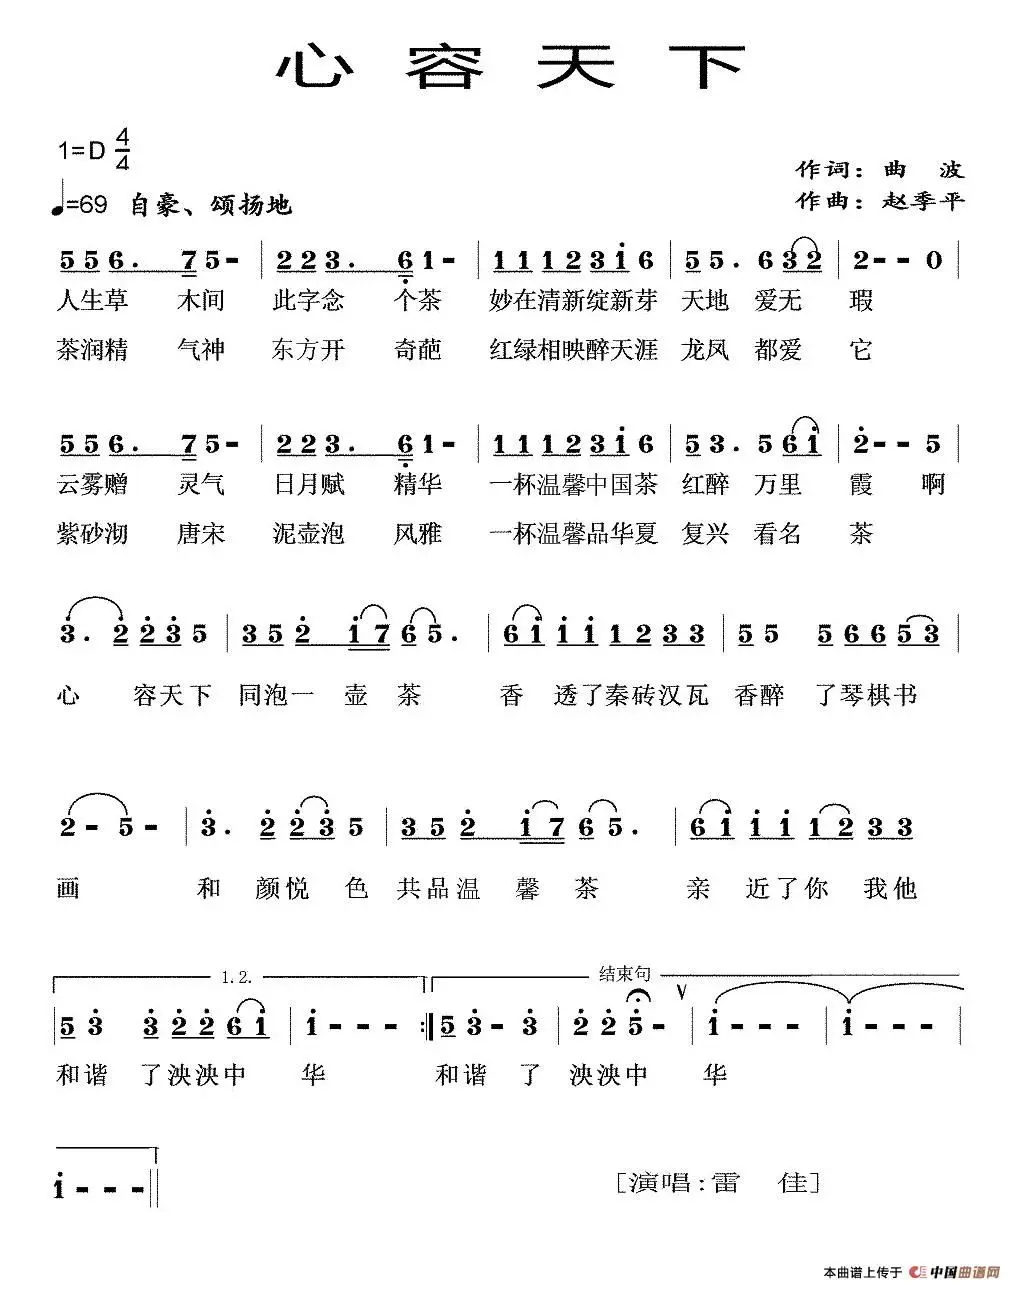 心容天下
1=D 4/4
作词：曲 波
♩=69 自豪、颂扬地
作曲：赵季平
5 5 6 . 7 5 - | 2 2 3 . 6 1 - | 1 1 1 2 3 1 6 | 5 5 . 6 3 2 | 2 - - 0 |
人生草 木间 此字念 个茶 妙在清新绽新芽 天地 爱无 瑕
茶润精 气神 东方开 奇葩 红绿相映醉天涯 龙凤 都爱 它
5 5 6 . 7 5 - | 2 2 3 . 6 1 - | 1 1 1 2 3 1 6 | 5 3 . 5 6 1 | 2 - - 5 |
云雾赠 灵气 日月赋 精华 一杯温馨中国茶 红醉 万里 霞 啊
紫砂沏 唐宋 泥壶泡 风雅 一杯温馨品华夏 复兴 看名 茶
3 . 2 2 3 5 | 3 5 2 1 7 6 5 . | 6 1 1 1 1 2 3 3 | 5 5 5 6 6 5 3 |
心 容天下 同泡一 壶茶 香 透了秦砖汉瓦 香醉 了琴棋书
2 - 5 - | 3 . 2 2 3 5 | 3 5 2 1 7 6 5 . | 6 1 1 1 1 2 3 3
画 和 颜悦 色 共品温 馨 茶 亲 近了你 我他
1.2. 结束句
5 3 3 2 2 6 1 | 1 - - - :‖ 5 3 - 3 | 2 2 5 - ∨ | 1 - - - | 1 - - - |
和谐 了泱泱中 华 和谐 了 泱泱中 华
1 - - - ‖
[演唱：雷 佳]
本曲谱上传于 中国曲谱网